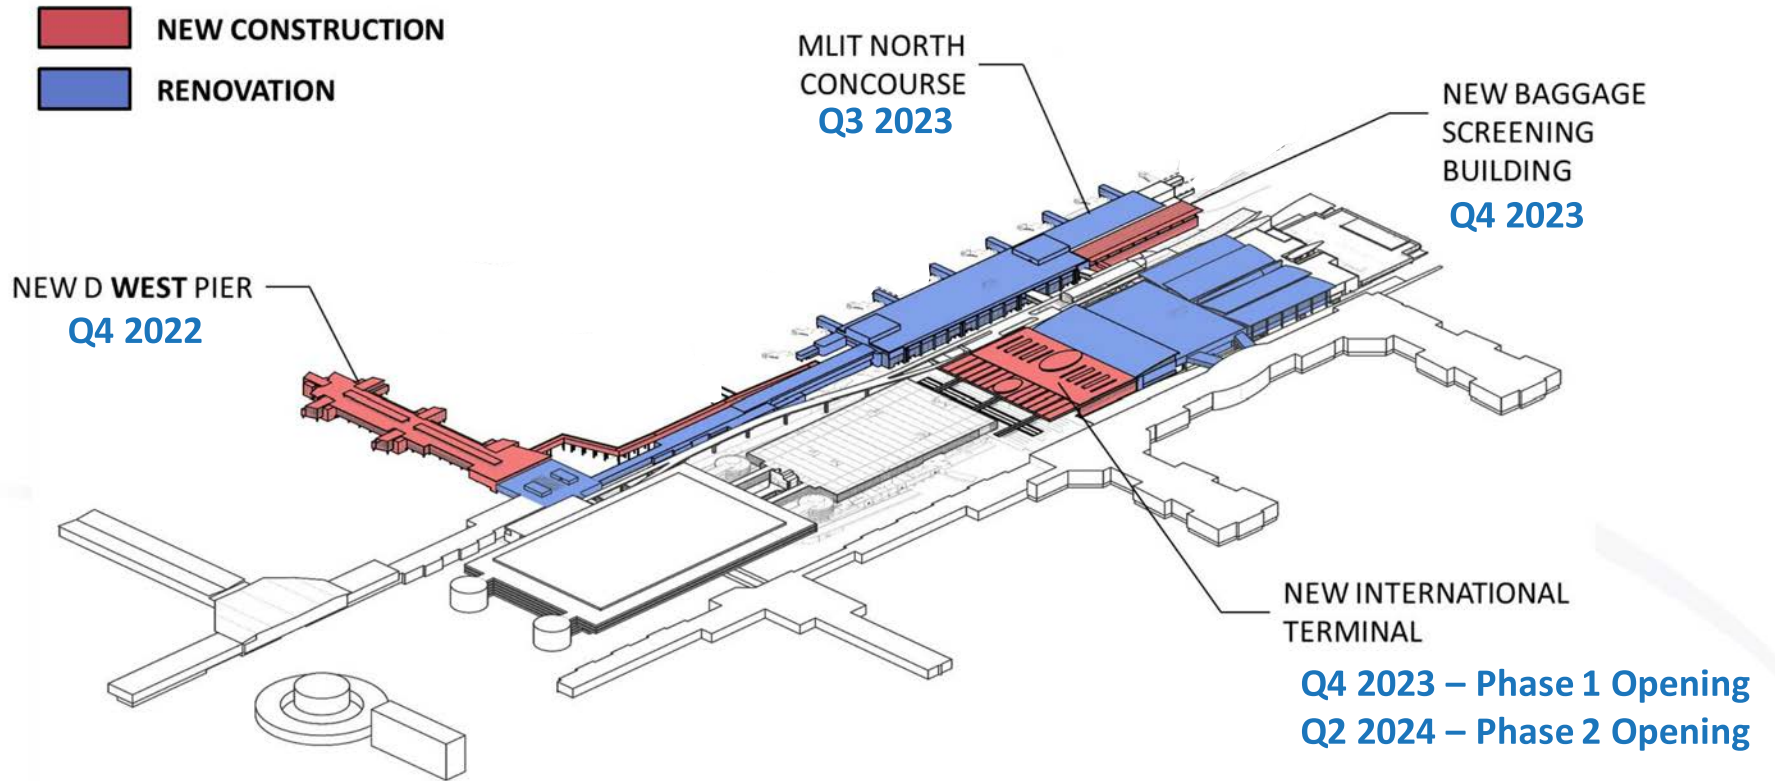 NEW CONSTRUCTION
RENOVATION
MLIT NORTH
CONCOURSE
Q3 2023
NEW BAGGAGE
SCREENING
BUILDING
Q4 2023
NEW D WEST PIER
Q4 2022
NEW INTERNATIONAL
TERMINAL
Q4 2023 – Phase 1 Opening
Q2 2024 – Phase 2 Opening